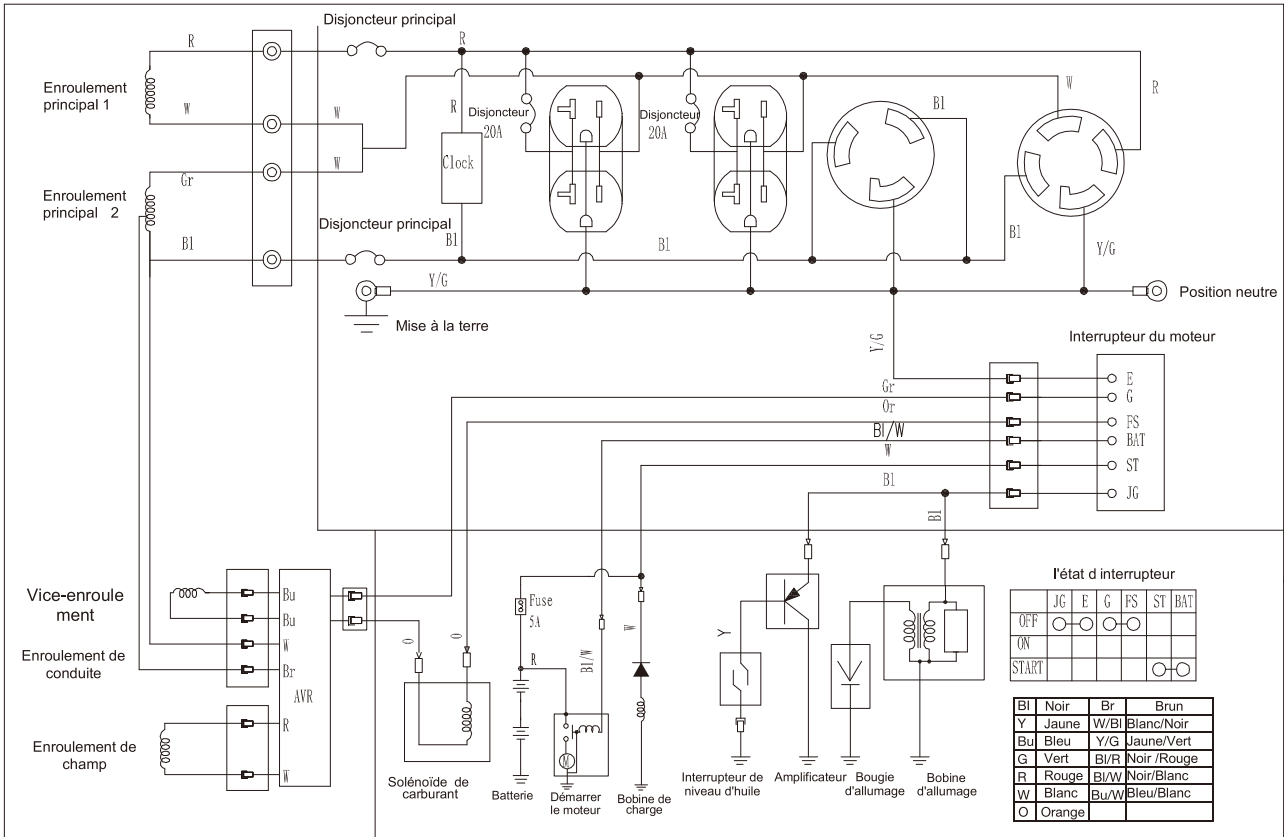 Disjoncteur principal
R
R
Enroulement
principal 1
W
W
W
Gr
Enroulement
principal 2
Bl
R
Clock
Bl
Disjoncteur
20A
Disjoncteur
20A
Bl
W
R
Disjoncteur principal
Bl
Bl
Y/G
Y/G
Mise à la terre
Position neutre
Y/G
Interrupteur du moteur
E
Gr
G
Or
FS
Bl/W
BAT
W
ST
Bl
JG
Bl
Vice-enroule
ment
Bu
Bu
W
Enroulement de
conduite
Br
AVR
Enroulement de
champ
R
W
O
O
Solénoïde de
carburant
Fuse
5A
R
Batterie
Bl/W
M
Démarrer
le moteur
W
Bobine de
charge
Y
Interrupteur de
niveau d'huile
Amplificateur
Bougie
d'allumage
Bobine
d'allumage
l'état d interrupteur
JG E G FS ST BAT
OFF
ON
START
Bl Noir Br Brun
Y Jaune W/Bl Blanc/Noir
Bu Bleu Y/G Jaune/Vert
G Vert Bl/R Noir /Rouge
R Rouge Bl/W Noir/Blanc
W Blanc Bu/W Bleu/Blanc
O Orange